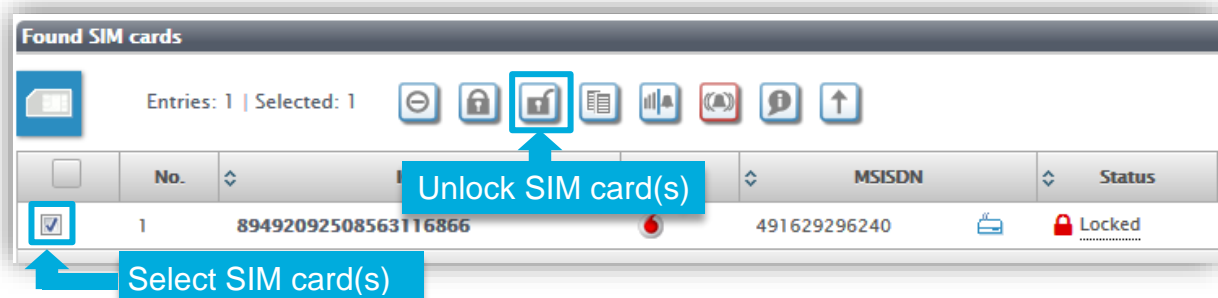 Found SIM cards
Entries: 1 | Selected: 1
Unlock SIM card(s)
No. MSISDN Status
1 89492092508563116866 491629296240 Locked
Select SIM card(s)